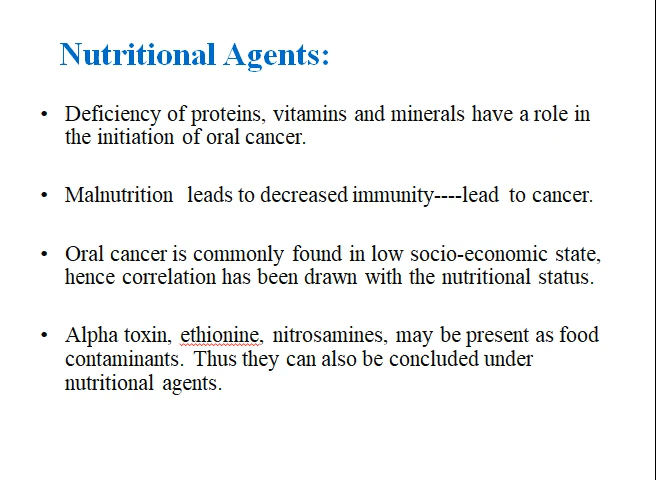 Nutritional Agents:
• Deficiency of proteins, vitamins and minerals have a role in
the initiation of oral cancer.
• Malnutrition leads to decreased immunity----lead to cancer.
• Oral cancer is commonly found in low socio-economic state,
hence correlation has been drawn with the nutritional status.
• Alpha toxin, ethionine, nitrosamines, may be present as food
contaminants. Thus they can also be concluded under
nutritional agents.